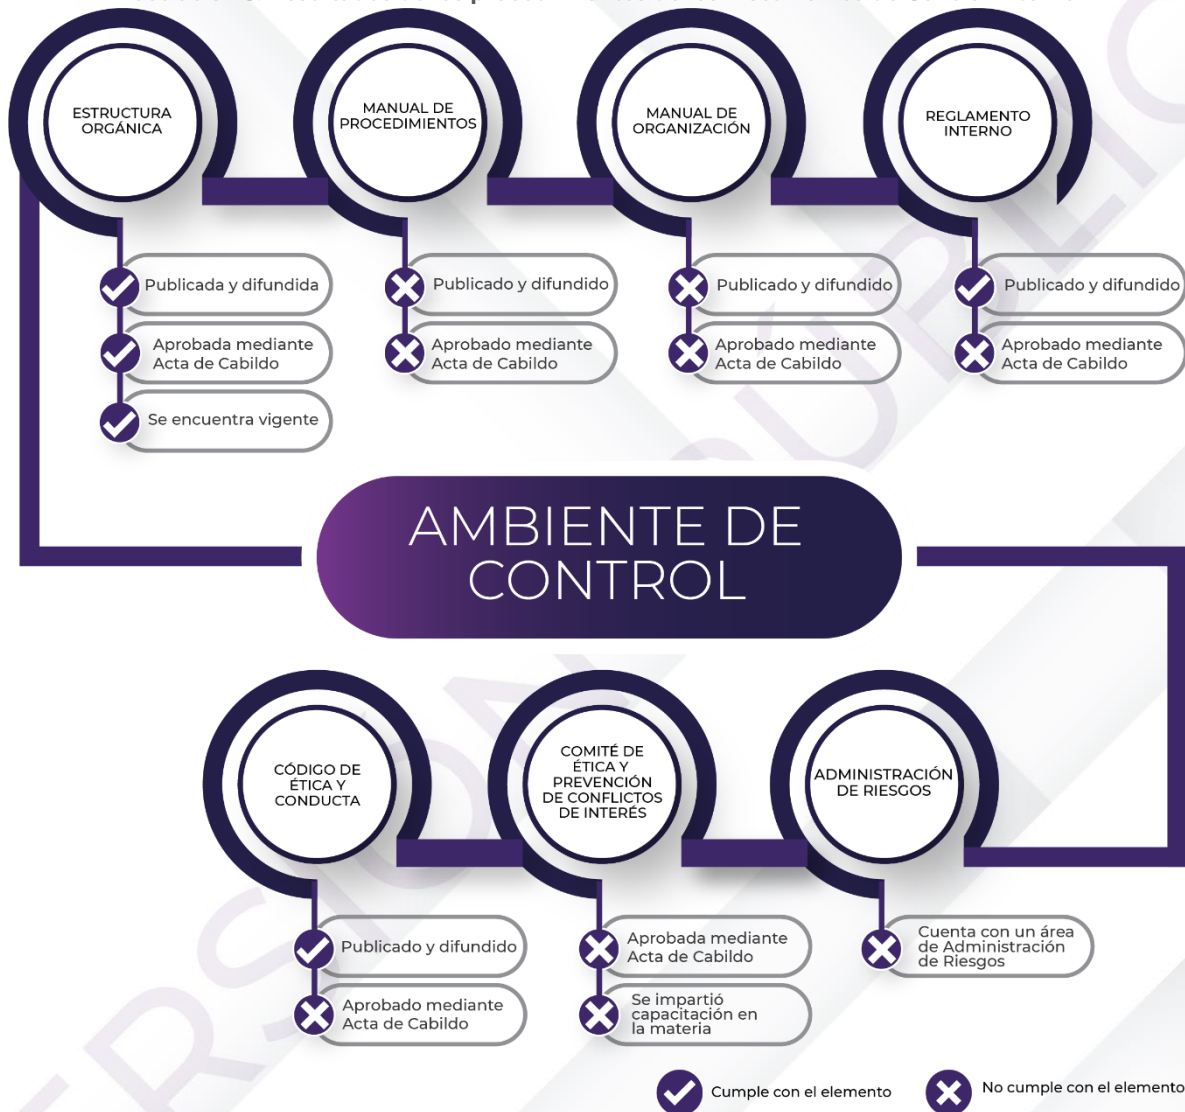 ESTRUCTURA
ORGÁNICA
MANUAL DE
PROCEDIMIENTOS
MANUAL DE
ORGANIZACIÓN
REGLAMENTO
INTERNO
Publicada y difundida
Aprobada mediante
Acta de Cabildo
Se encuentra vigente
Publicado y difundido
Aprobado mediante
Acta de Cabildo
Publicado y difundido
Aprobado mediante
Acta de Cabildo
Publicado y difundido
Aprobado mediante
Acta de Cabildo
AMBIENTE DE
CONTROL
CÓDIGO DE
ÉTICA Y
CONDUCTA
COMITÉ DE
ÉTICA Y
PREVENCIÓN
DE CONFLICTOS
DE INTERÉS
ADMINISTRACIÓN
DE RIESGOS
Publicado y difundido
Aprobado mediante
Acta de Cabildo
Aprobada mediante
Acta de Cabildo
Se impartió
capacitación en
la materia
Cuenta con un área
de Administración
de Riesgos
Cumple con el elemento
No cumple con el elemento